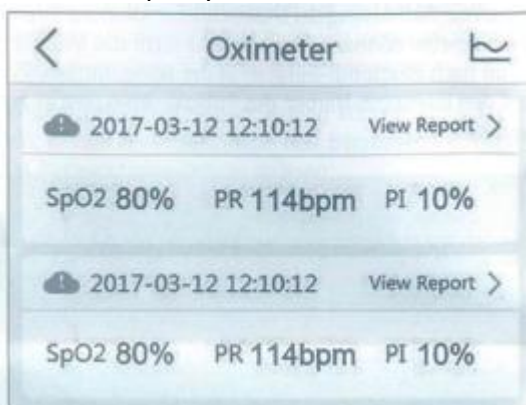 Oximeter
2017-03-12 12:10:12 View Report
SpO2 80% PR 114bpm PI 10%
2017-03-12 12:10:12 View Report
SpO2 80% PR 114bpm PI 10%